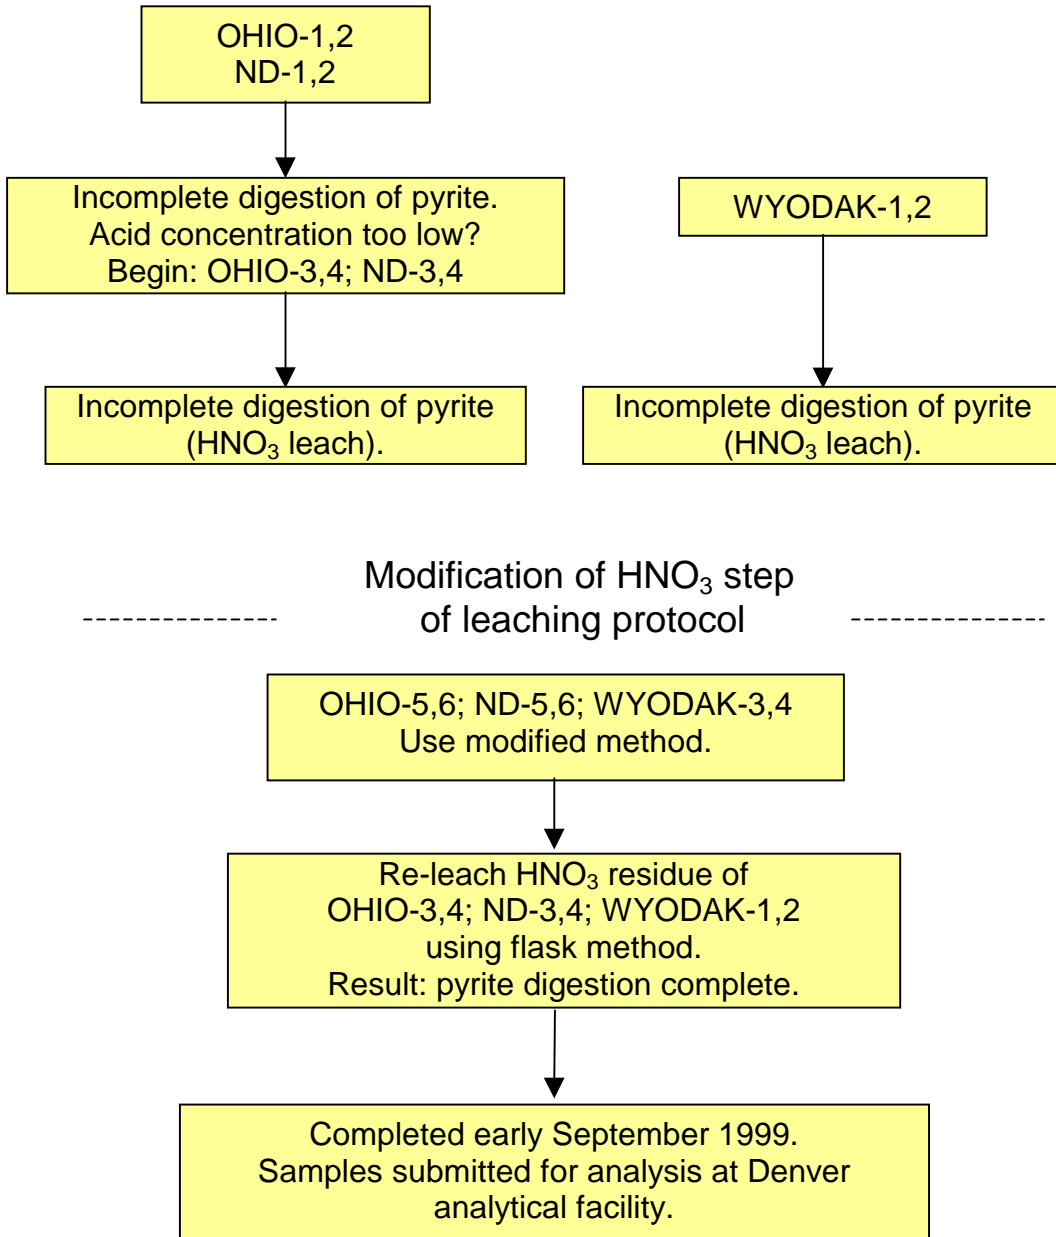 OHIO-1,2
ND-1,2
Incomplete digestion of pyrite.
Acid concentration too low?
Begin: OHIO-3,4; ND-3,4
WYODAK-1,2
Incomplete digestion of pyrite
(HNO₃ leach).
Incomplete digestion of pyrite
(HNO₃ leach).
Modification of HNO₃ step
of leaching protocol
OHIO-5,6; ND-5,6; WYODAK-3,4
Use modified method.
Re-leach HNO₃ residue of
OHIO-3,4; ND-3,4; WYODAK-1,2
using flask method.
Result: pyrite digestion complete.
Completed early September 1999.
Samples submitted for analysis at Denver
analytical facility.